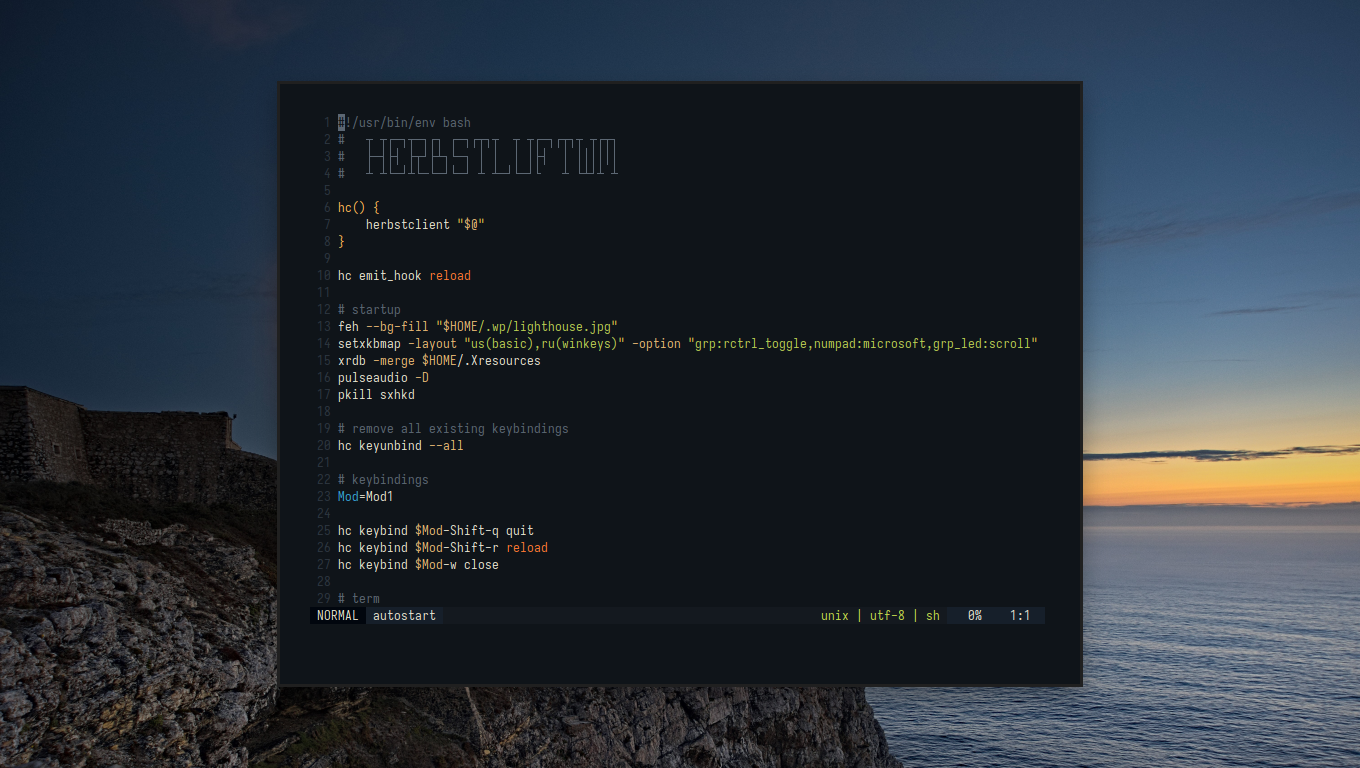 1 #!/usr/bin/env bash
2 #
3 # HERBSTLUFTWM
4 #
5
6 hc() {
7     herbstclient "$@"
8 }
9
10 hc emit_hook reload
11
12 # startup
13 feh --bg-fill "$HOME/.wp/lighthouse.jpg"
14 setxkbmap -layout "us(basic),ru(winkeys)" -option "grp:rctrl_toggle,numpad:microsoft,grp_led:scroll"
15 xrdb -merge $HOME/.Xresources
16 pulseaudio -D
17 pkill sxhkd
18
19 # remove all existing keybindings
20 hc keyunbind --all
21
22 # keybindings
23 Mod=Mod1
24
25 hc keybind $Mod-Shift-q quit
26 hc keybind $Mod-Shift-r reload
27 hc keybind $Mod-w close
28
29 # term
NORMAL autostart unix | utf-8 | sh 0% 1:1